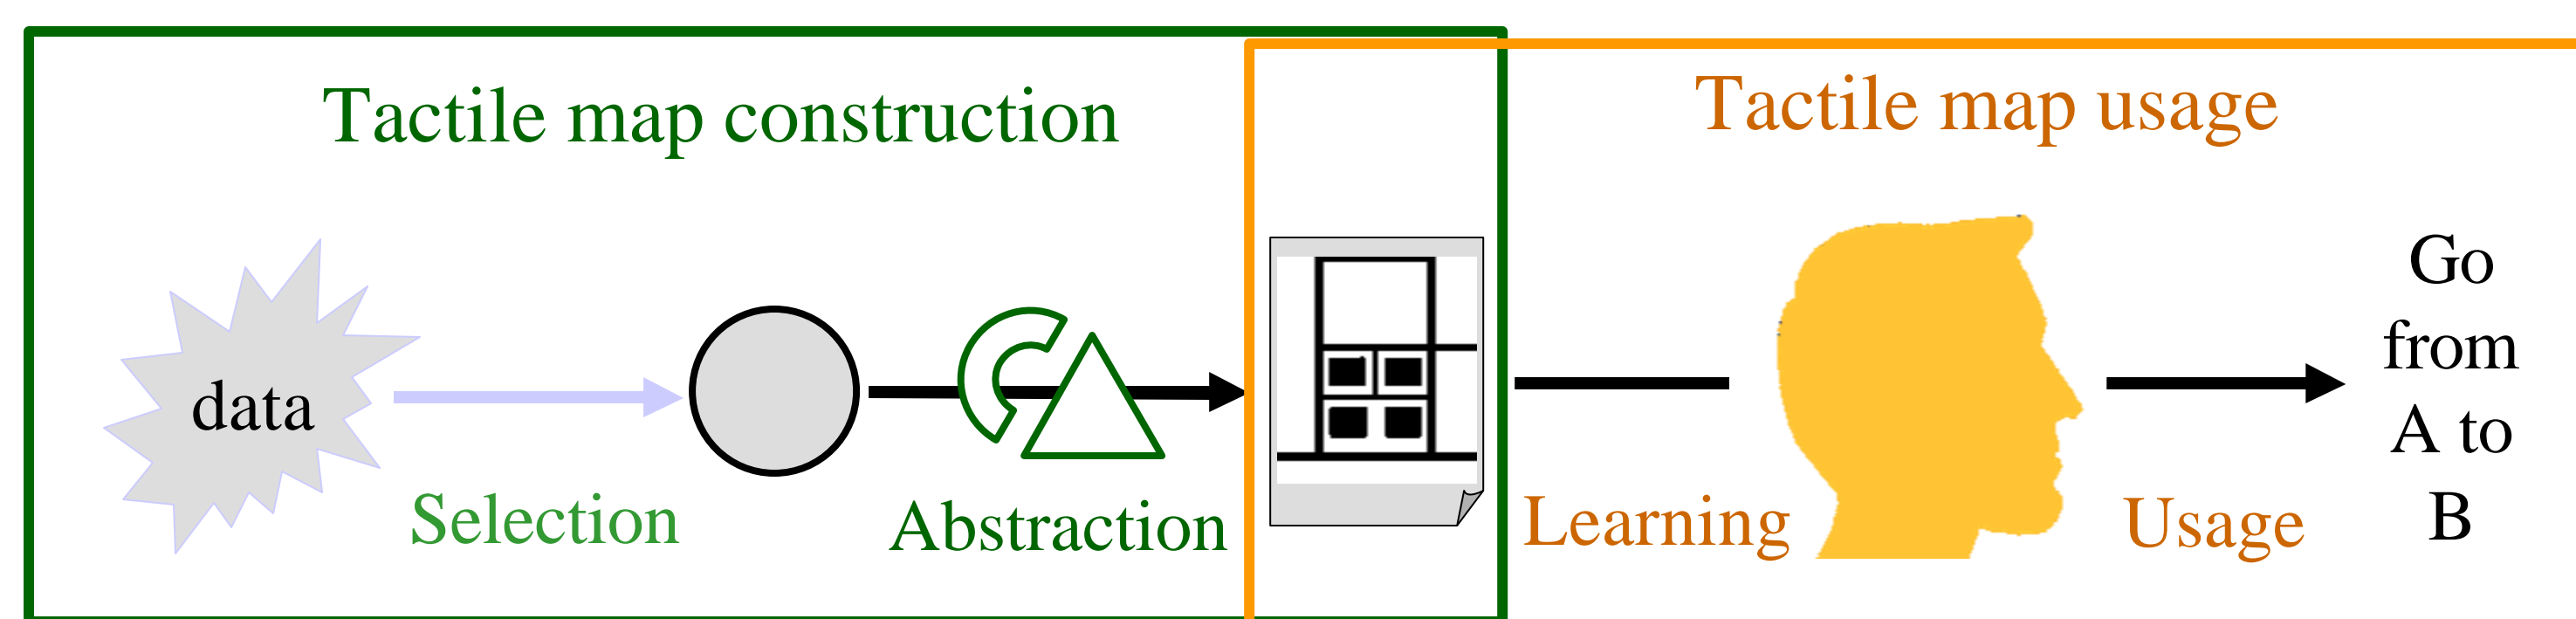 Tactile map construction
Tactile map usage
data
Selection
Abstraction
Learning
Usage
Go
from
A to
B